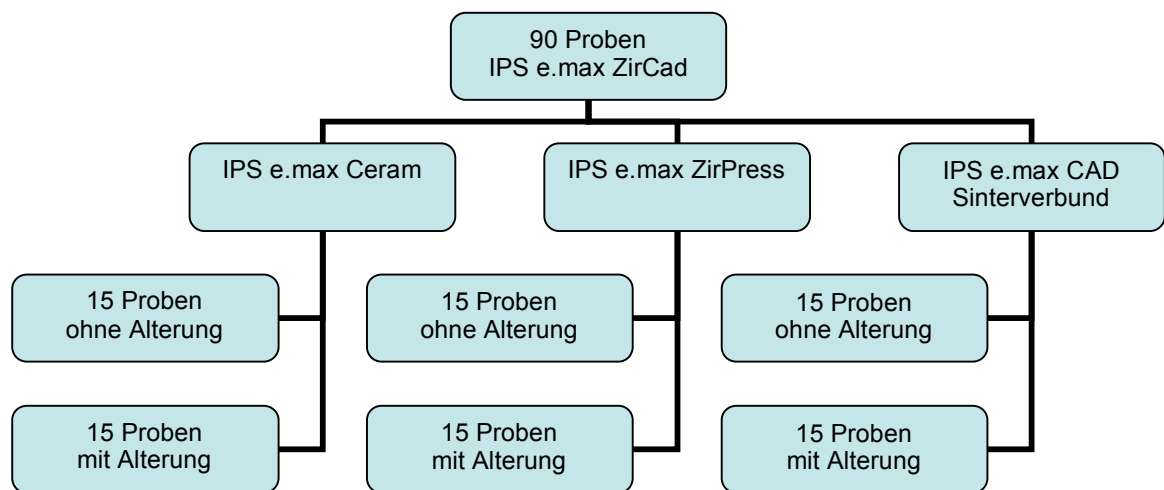 90 Proben
IPS e.max ZirCad
IPS e.max Ceram
IPS e.max ZirPress
IPS e.max CAD
Sinterverbund
15 Proben
ohne Alterung
15 Proben
ohne Alterung
15 Proben
ohne Alterung
15 Proben
mit Alterung
15 Proben
mit Alterung
15 Proben
mit Alterung